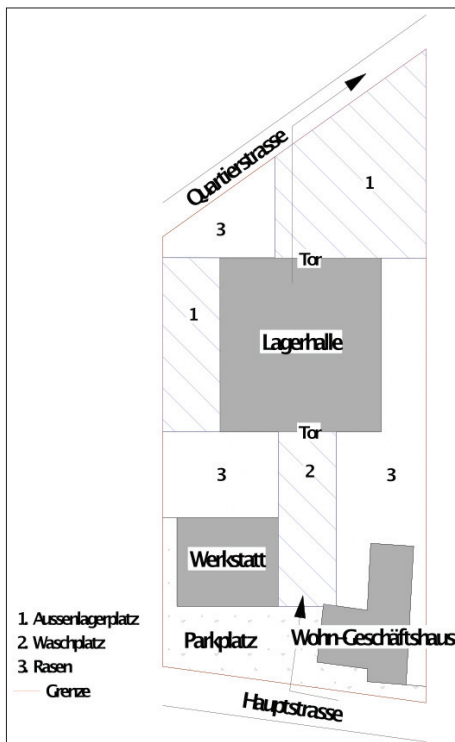 Quartierstrasse
1
3
Tor
1
Lagerhalle
Tor
3
2
3
Werkstatt
1. Aussenlagerplatz
2. Waschplatz
3. Rasen
Grenze
Parkplatz
Wohn-Geschäftshaus
Hauptstrasse